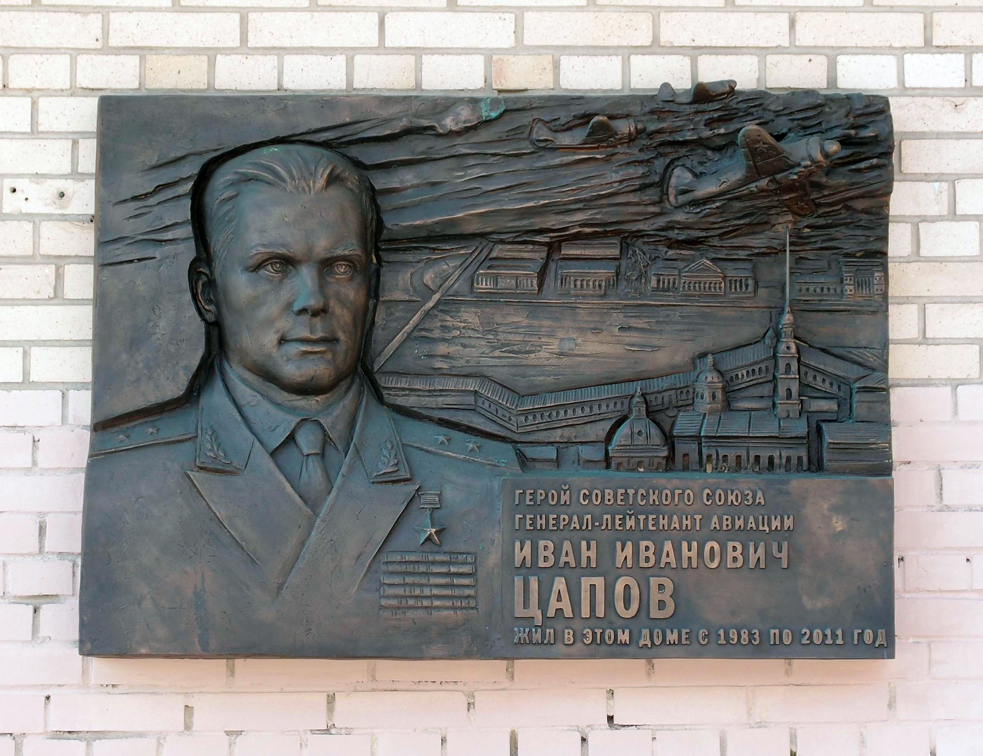 ГЕРОЙ СОВЕТСКОГО СОЮЗА
ГЕНЕРАЛ-ЛЕЙТЕНАНТ АВИАЦИИ
ИВАН ИВАНОВИЧ
ЦАПОВ
ЖИЛ В ЭТОМ ДОМЕ С 1983 ПО 2011 ГОД